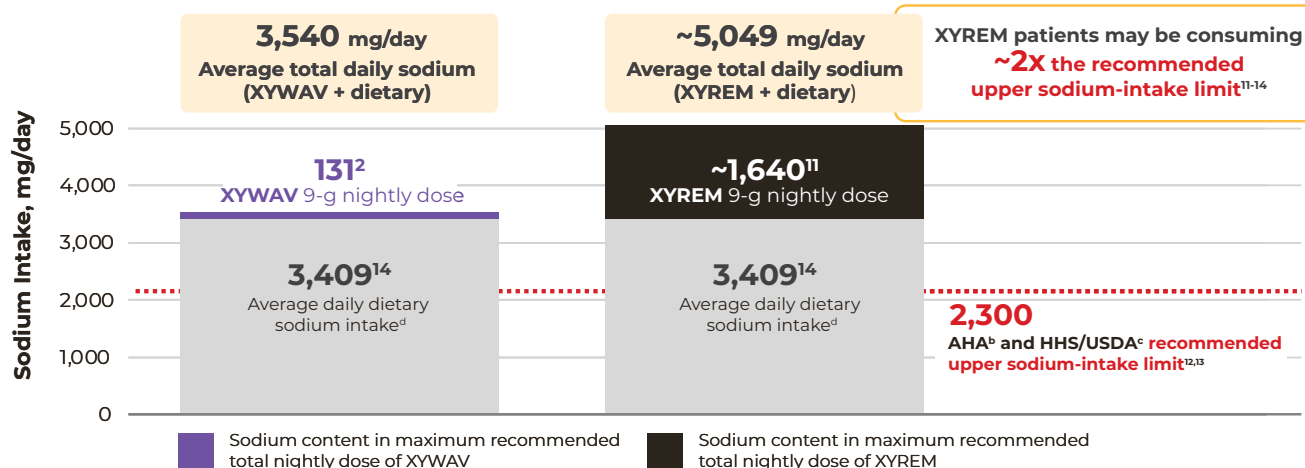 3,540 mg/day
Average total daily sodium
(XYWAV + dietary)
~5,049 mg/day
Average total daily sodium
(XYREM + dietary)
XYREM patients may be consuming
~2x the recommended
upper sodium-intake limit¹¹⁻¹⁴
Sodium Intake, mg/day
5,000
4,000
3,000
2,000
1,000
0
131²
XYWAV 9-g nightly dose
3,409¹⁴
Average daily dietary
sodium intakeᵈ
~1,640¹¹
XYREM 9-g nightly dose
3,409¹⁴
Average daily dietary
sodium intakeᵈ
2,300
AHAᵇ and HHS/USDAᶜ recommended
upper sodium-intake limit¹²,¹³
Sodium content in maximum recommended
total nightly dose of XYWAV
Sodium content in maximum recommended
total nightly dose of XYREM